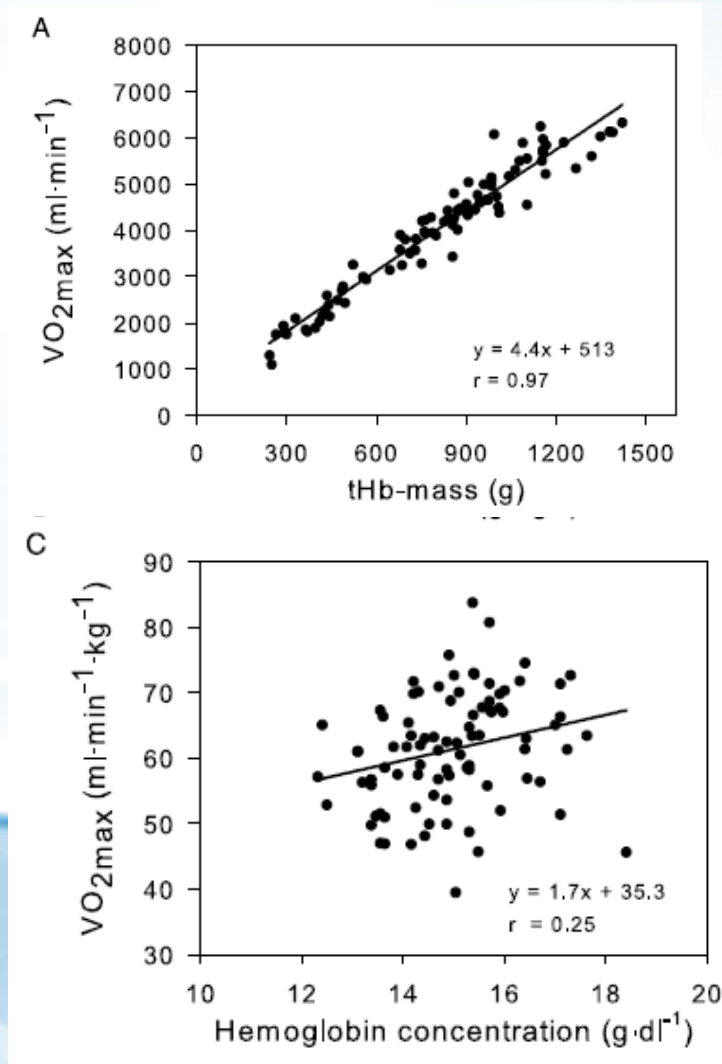 A
8000
7000
6000
5000
4000
3000
2000
1000
0
VO2max (ml·min⁻¹)
y = 4.4x + 513
r = 0.97
0 300 600 900 1200 1500
tHb-mass (g)
C
90
80
70
60
50
40
30
VO2max (ml·min⁻¹·kg⁻¹)
y = 1.7x + 35.3
r = 0.25
10 12 14 16 18 20
Hemoglobin concentration (g·dl⁻¹)